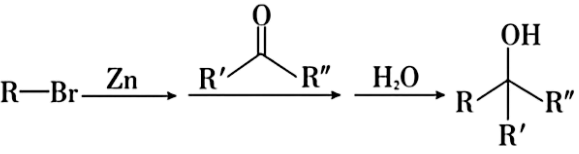 O
OH
R—Br Zn R′ R″ H₂O R R″
R′